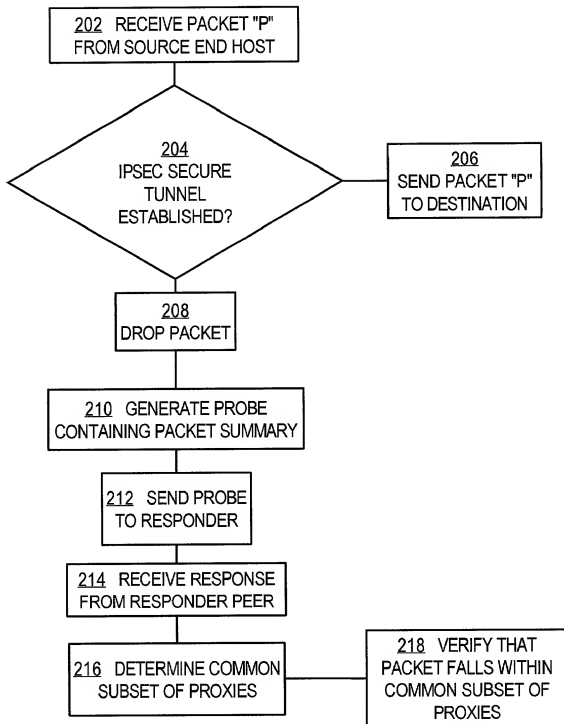 202 RECEIVE PACKET "P"
FROM SOURCE END HOST
204
IPSEC SECURE
TUNNEL
ESTABLISHED?
206
SEND PACKET "P"
TO DESTINATION
208
DROP PACKET
210 GENERATE PROBE
CONTAINING PACKET SUMMARY
212 SEND PROBE
TO RESPONDER
214 RECEIVE RESPONSE
FROM RESPONDER PEER
216 DETERMINE COMMON
SUBSET OF PROXIES
218 VERIFY THAT
PACKET FALLS WITHIN
COMMON SUBSET OF
PROXIES